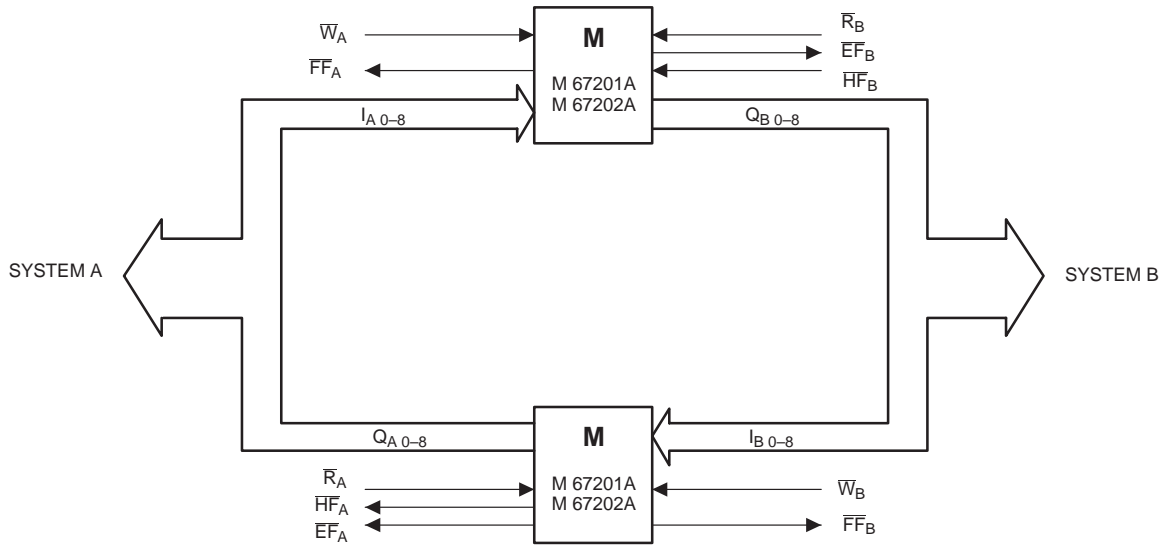 W̅A
F̅F̅A
M
M 67201A
M 67202A
R̅B
E̅F̅B
H̅F̅B
IA 0–8
QB 0–8
SYSTEM A
SYSTEM B
QA 0–8
M
IB 0–8
R̅A
H̅F̅A
E̅F̅A
M 67201A
M 67202A
W̅B
F̅F̅B